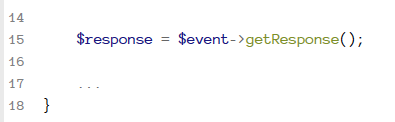 14
15    $response = $event->getResponse();
16
17    ...
18 }